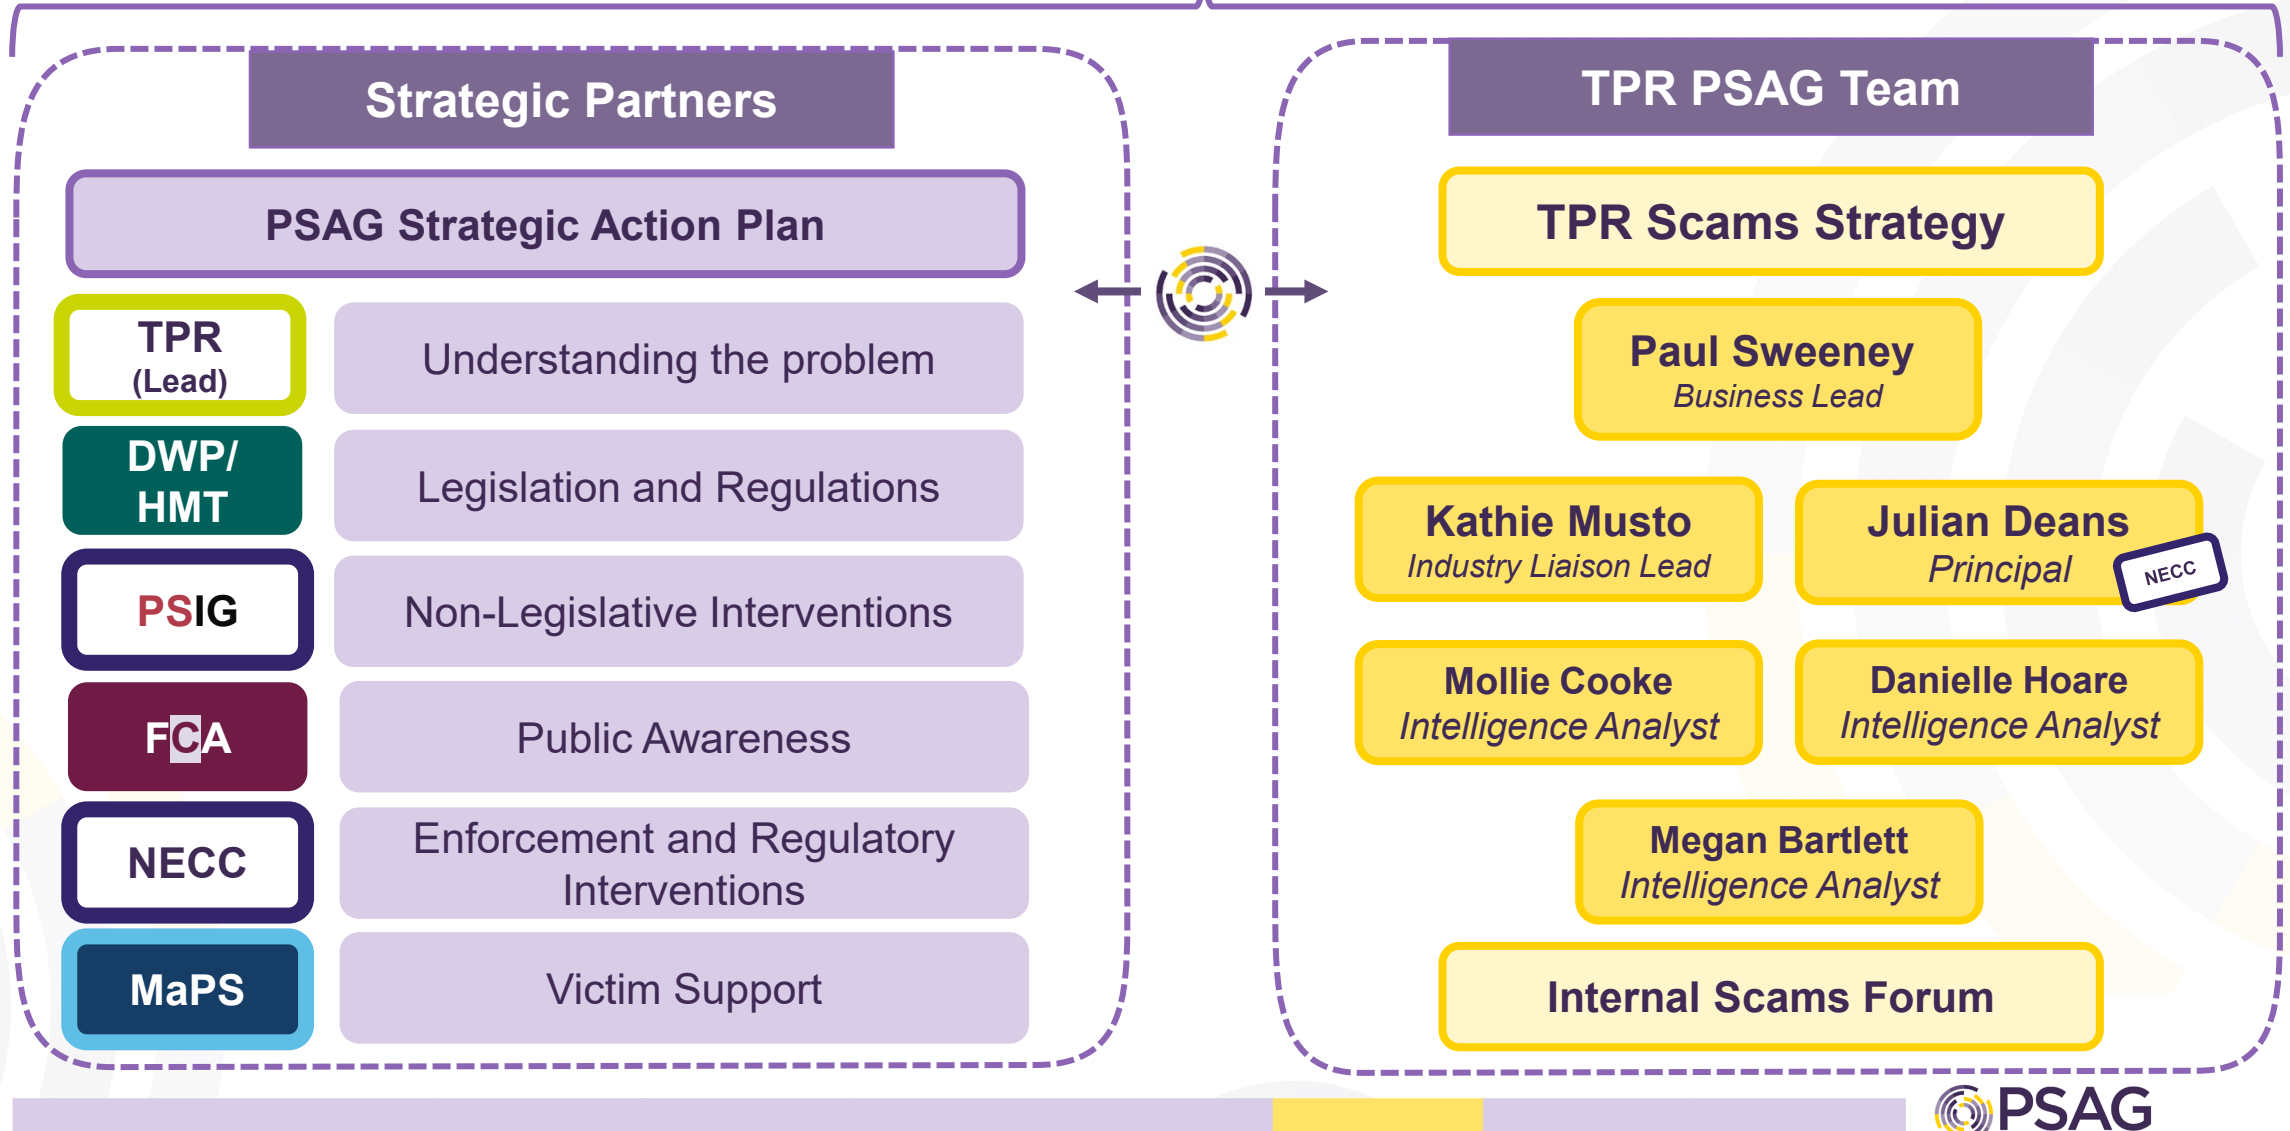 Strategic Partners
PSAG Strategic Action Plan
TPR
(Lead)
Understanding the problem
DWP/
HMT
Legislation and Regulations
PSIG
Non-Legislative Interventions
FCA
Public Awareness
NECC
Enforcement and Regulatory
Interventions
MaPS
Victim Support
TPR PSAG Team
TPR Scams Strategy
Paul Sweeney
Business Lead
Kathie Musto
Industry Liaison Lead
Julian Deans
Principal
NECC
Mollie Cooke
Intelligence Analyst
Danielle Hoare
Intelligence Analyst
Megan Bartlett
Intelligence Analyst
Internal Scams Forum
PSAG